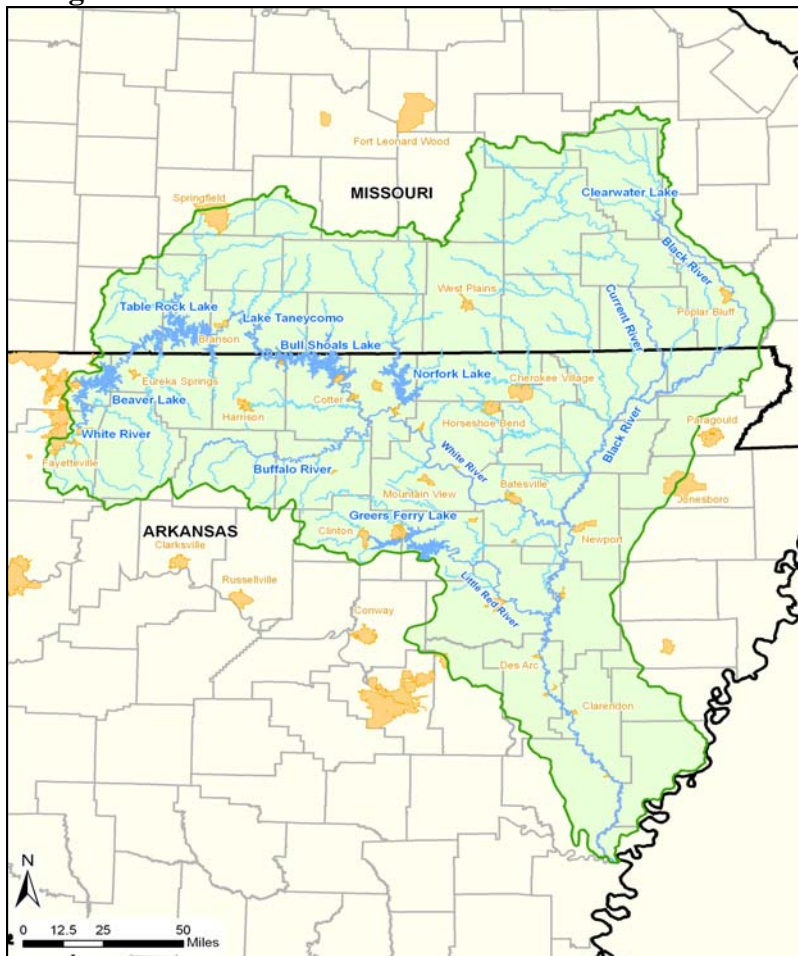 Fort Leonard Wood
MISSOURI
Springfield
Clearwater Lake
Black River
West Plains
Current River
Poplar Bluff
Table Rock Lake
Lake Taneycomo
Branson
Bull Shoals Lake
Norfork Lake
Eureka Springs
Cherokee Village
Beaver Lake
Harrison
Cotter
Horseshoe Bend
Black River
Paragould
White River
Fayetteville
Buffalo River
White River
Mountain View
Batesville
Jonesboro
Greers Ferry Lake
ARKANSAS
Clinton
Newport
Clarksville
Russellville
Little Red River
Conway
Des Arc
Clarendon
N
0 12.5 25 50
Miles